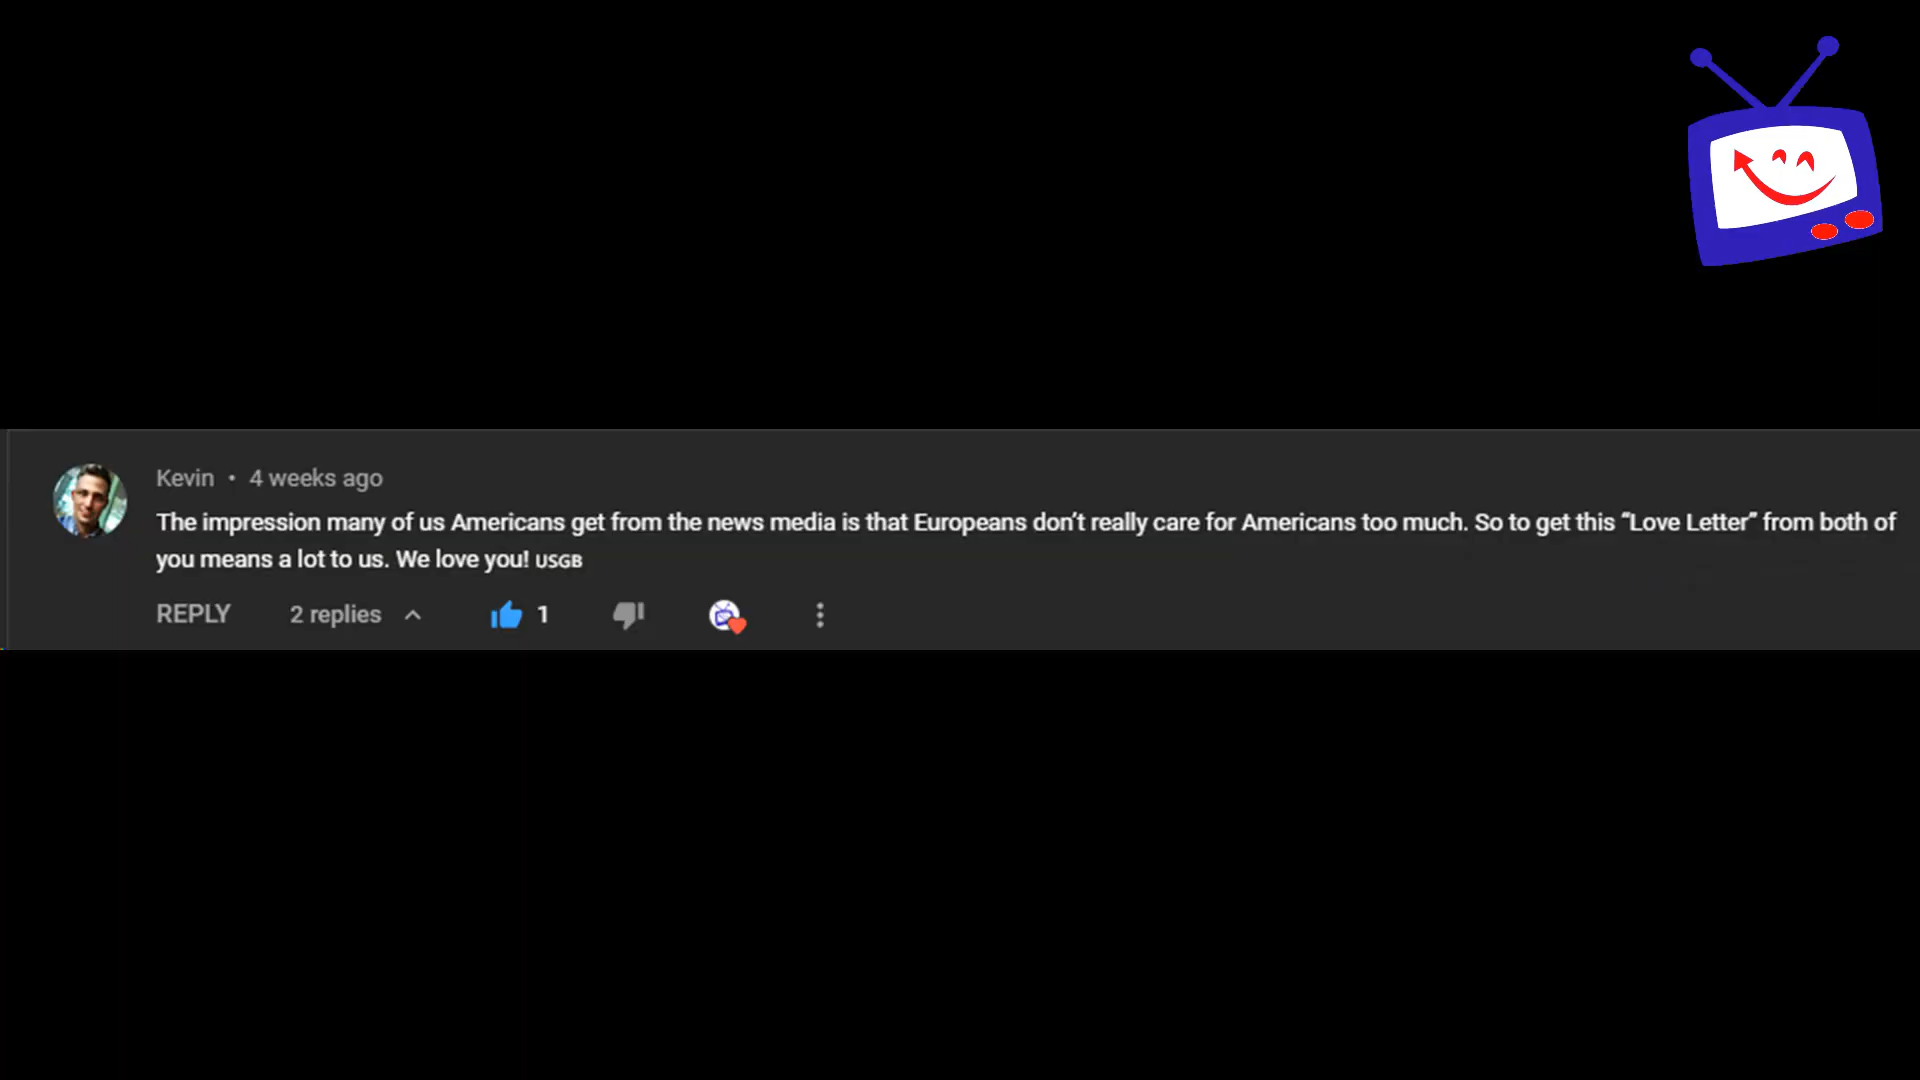 Kevin • 4 weeks ago
The impression many of us Americans get from the news media is that Europeans don’t really care for Americans too much. So to get this “Love Letter” from both of
you means a lot to us. We love you! USGB
REPLY 2 replies 1